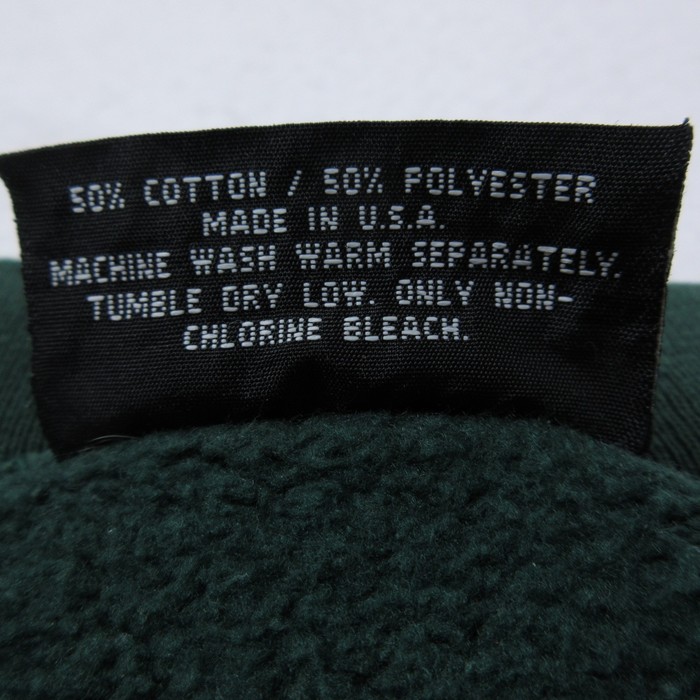 50% COTTON / 50% POLYESTER
MADE IN U.S.A.
MACHINE WASH WARM SEPARATELY.
TUMBLE DRY LOW. ONLY NON-
CHLORINE BLEACH.